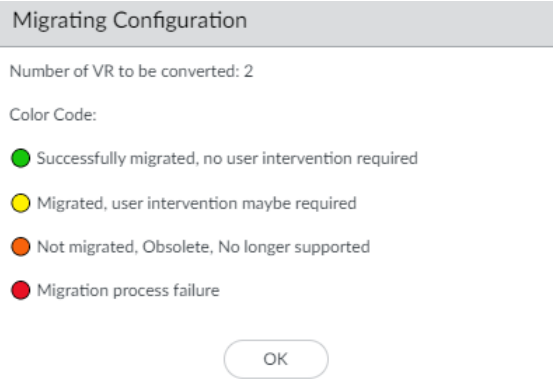 Migrating Configuration
Number of VR to be converted: 2
Color Code:
Successfully migrated, no user intervention required
Migrated, user intervention maybe required
Not migrated, Obsolete, No longer supported
Migration process failure
OK